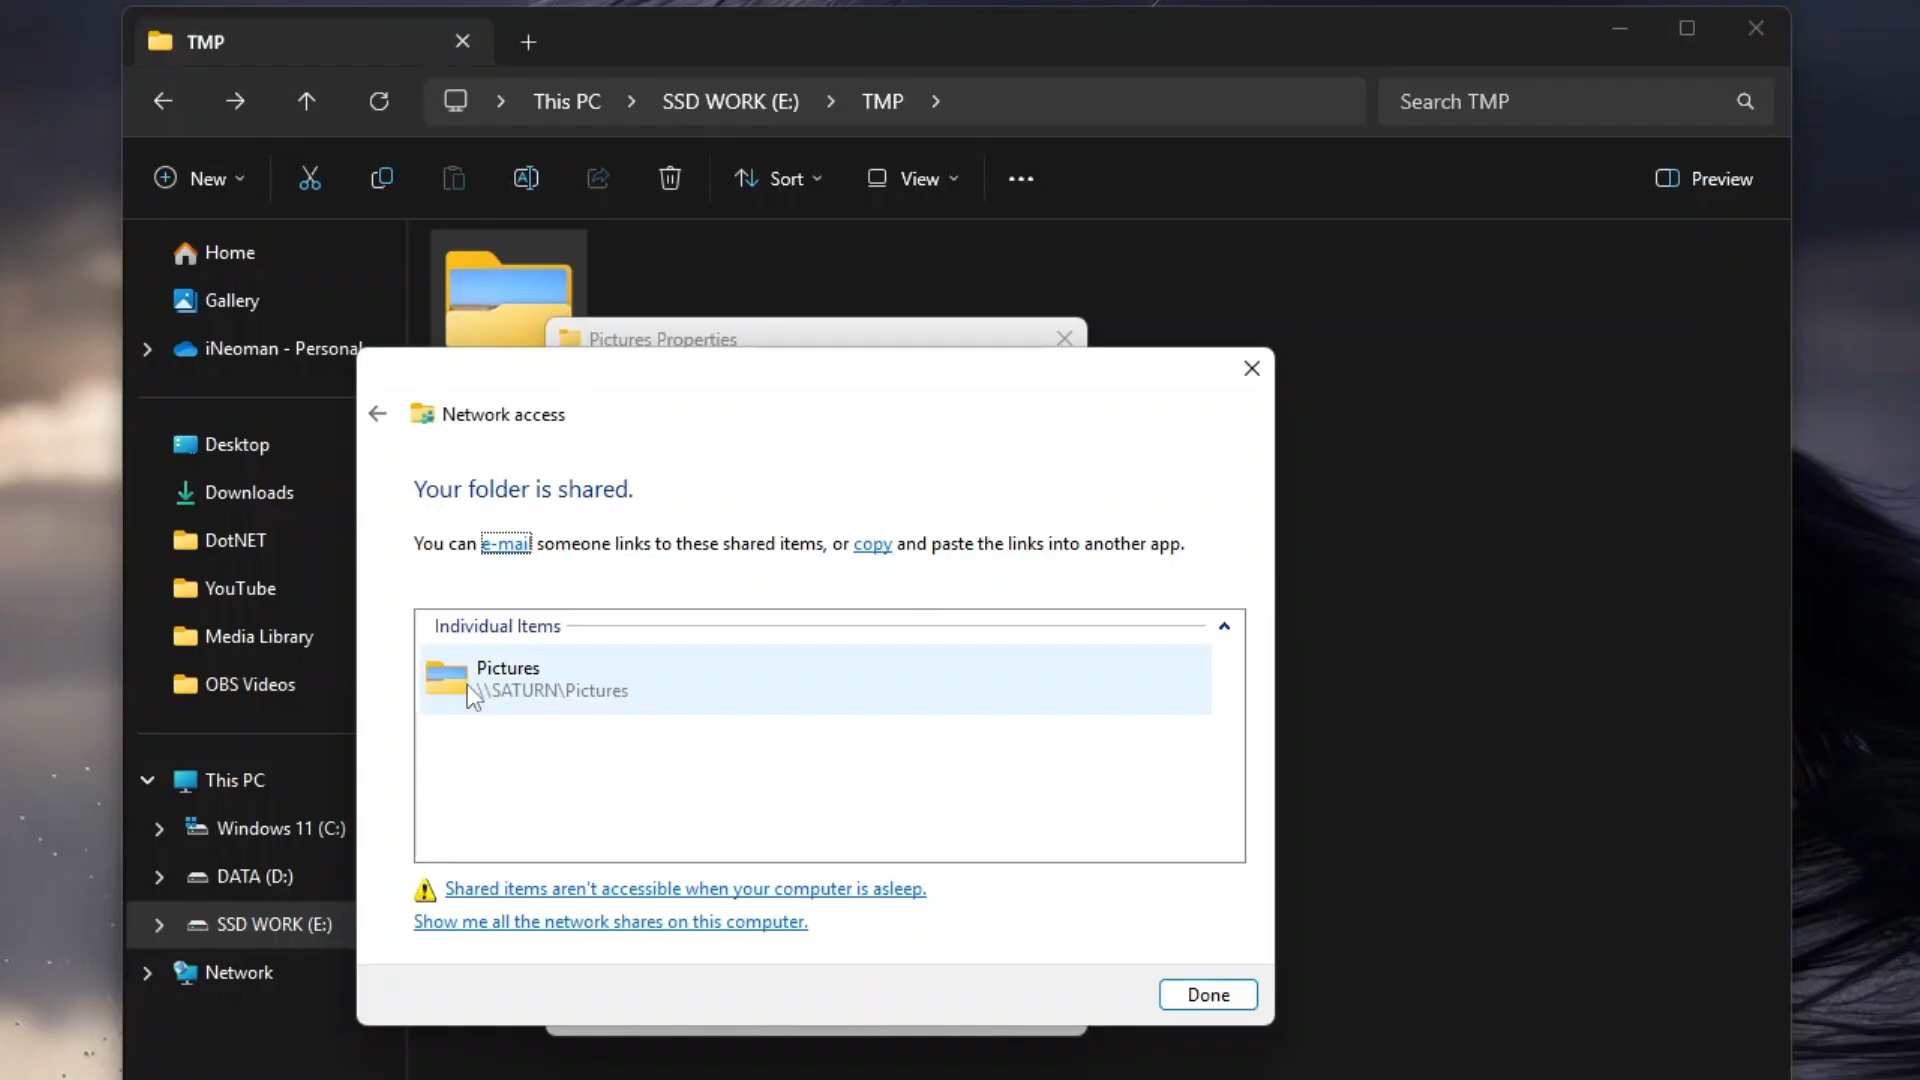 TMP
This PC
SSD WORK (E:)
TMP
Search TMP
New
Sort
View
Preview
Home
Gallery
iNeoman - Personal
Desktop
Downloads
DotNET
YouTube
Media Library
OBS Videos
This PC
Windows 11 (C:)
DATA (D:)
SSD WORK (E:)
Network
Pictures Properties
Network access
Your folder is shared.
You can e-mail someone links to these shared items, or copy and paste the links into another app.
Individual Items
Pictures
\\SATURN\Pictures
Shared items aren't accessible when your computer is asleep.
Show me all the network shares on this computer.
Done